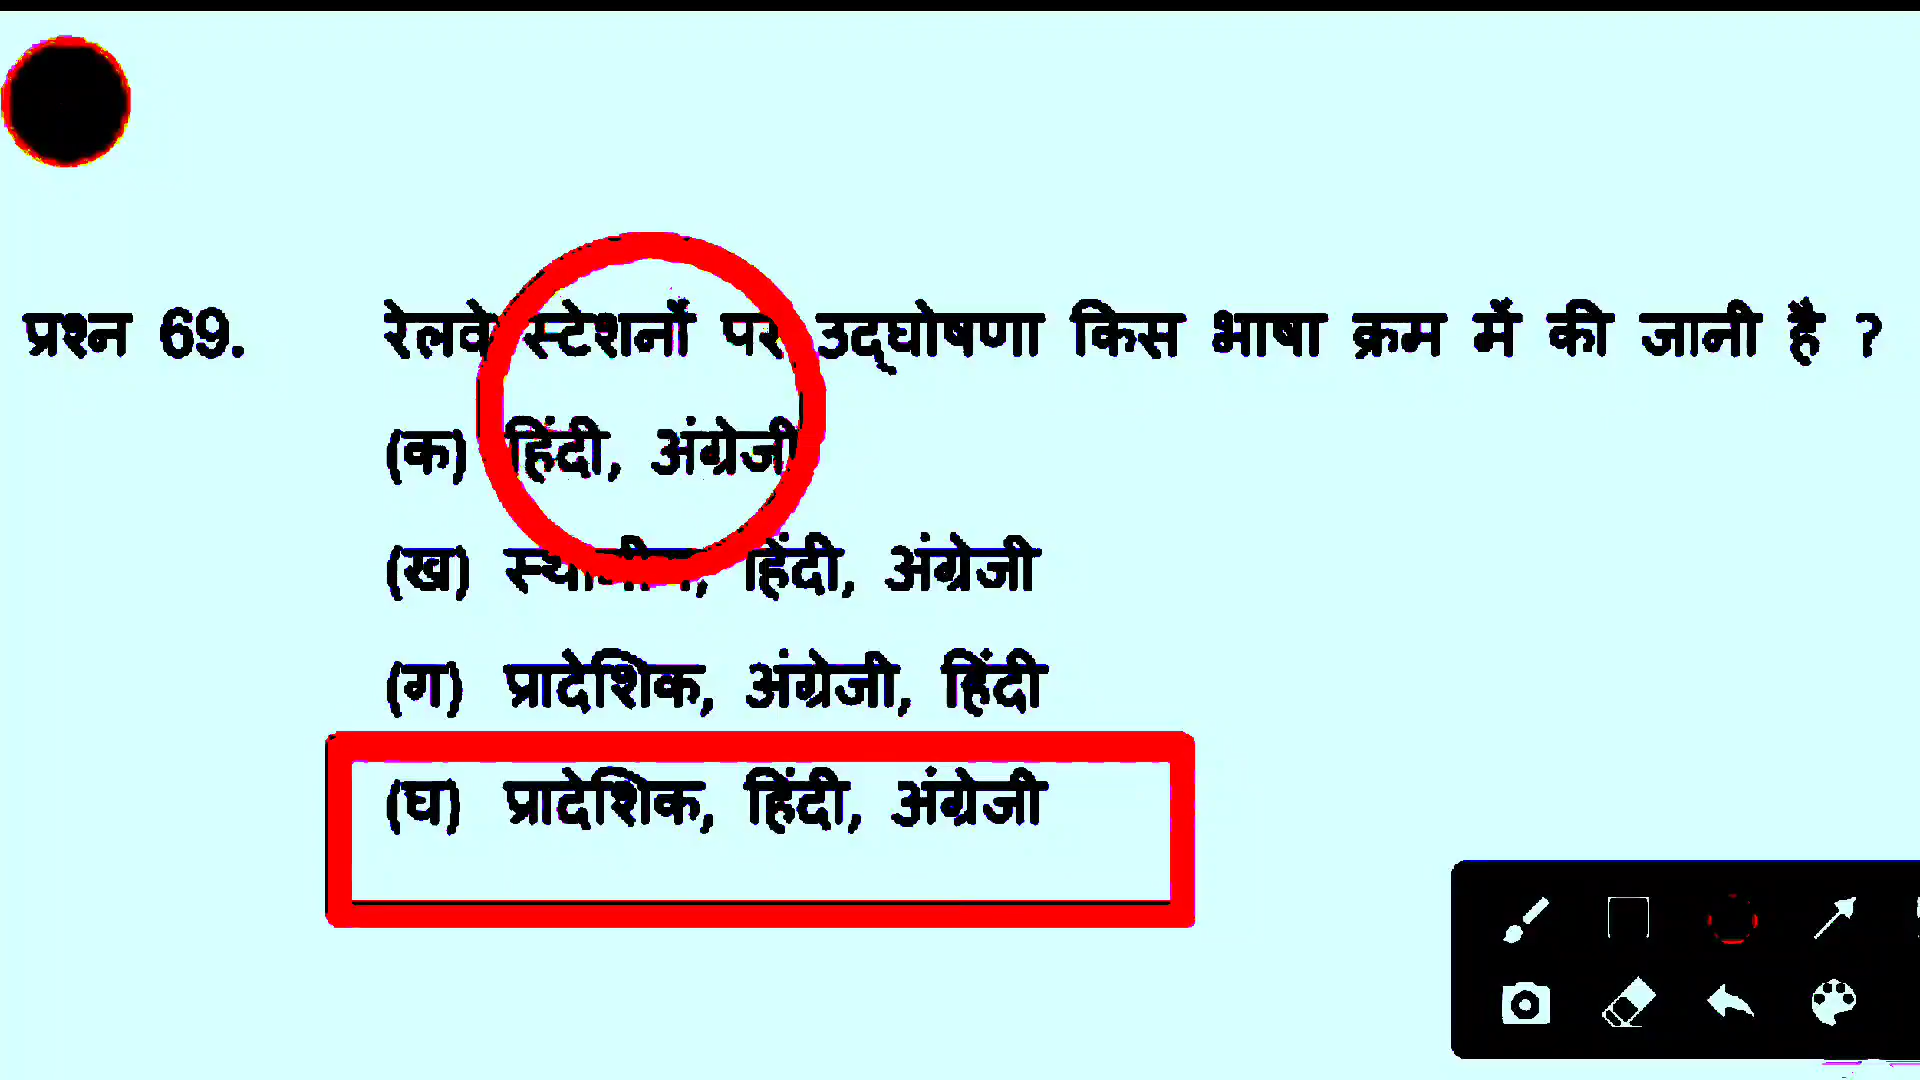 प्रश्न 69. रेलवे स्टेशनों पर उद्घोषणा किस भाषा क्रम में की जानी है ?
(क) हिंदी, अंग्रेजी
(ख) हिंदी, अंग्रेजी
(ग) प्रादेशिक, अंग्रेजी, हिंदी
(घ) प्रादेशिक, हिंदी, अंग्रेजी